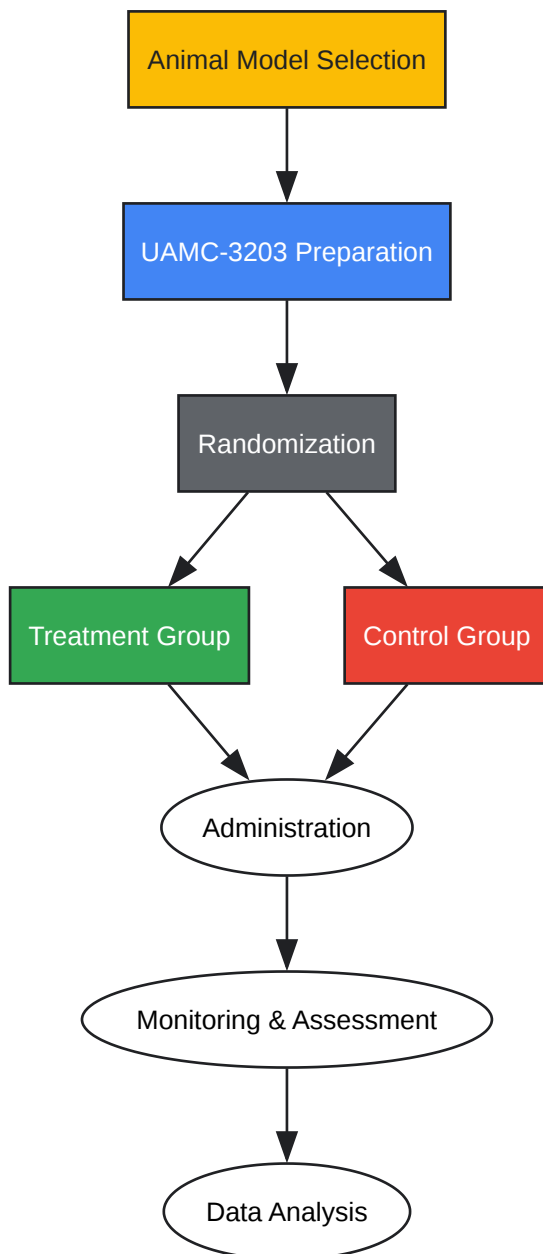 Animal Model Selection
UAMC-3203 Preparation
Randomization
Treatment Group
Control Group
Administration
Monitoring & Assessment
Data Analysis